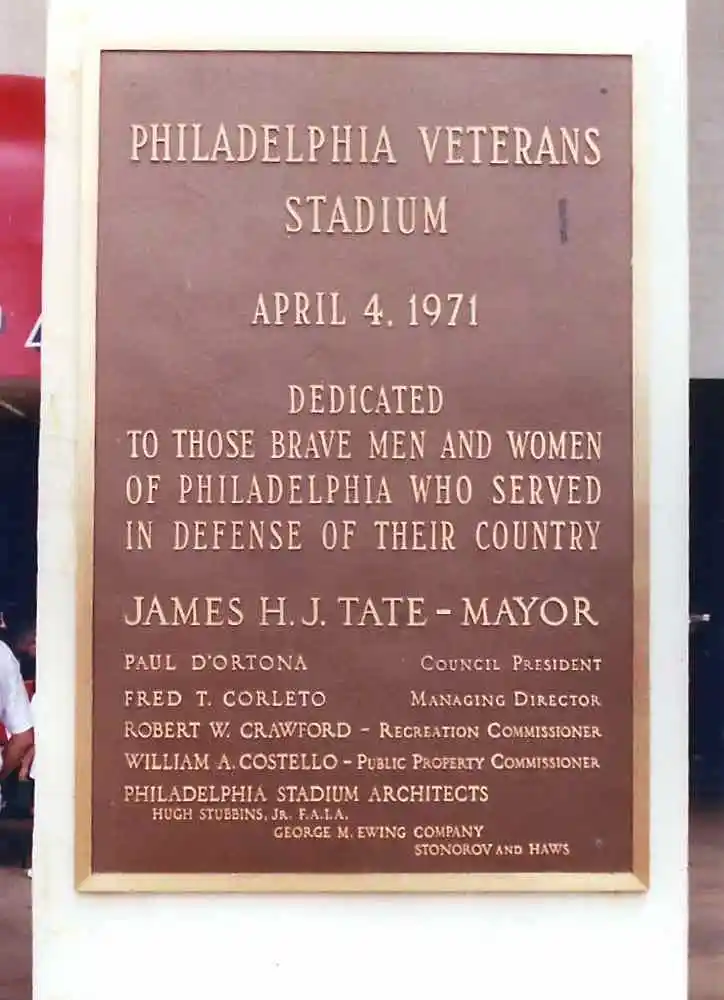 PHILADELPHIA VETERANS
STADIUM
APRIL 4, 1971
DEDICATED
TO THOSE BRAVE MEN AND WOMEN
OF PHILADELPHIA WHO SERVED
IN DEFENSE OF THEIR COUNTRY
JAMES H. J. TATE - MAYOR
PAUL D'ORTONA COUNCIL PRESIDENT
FRED T. CORLETO MANAGING DIRECTOR
ROBERT W. CRAWFORD - RECREATION COMMISSIONER
WILLIAM A. COSTELLO - PUBLIC PROPERTY COMMISSIONER
PHILADELPHIA STADIUM ARCHITECTS
HUGH STUBBINS, JR. F.A.I.A.
GEORGE M. EWING COMPANY
STONOROV AND HAWS